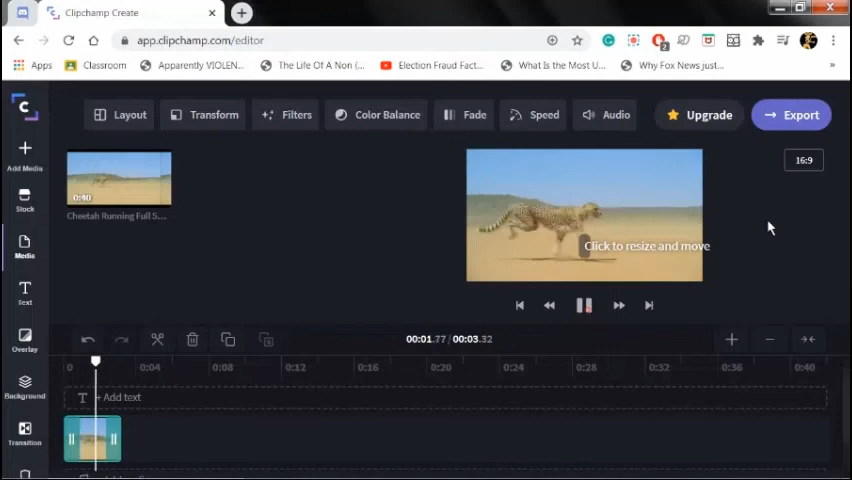 Clipchamp Create
app.clipchamp.com/editor
2
Apps Classroom Apparently VIOLEN... The Life Of A Non (... Election Fraud Fact... What Is the Most U... Why Fox News just...
Layout Transform Filters Color Balance Fade Speed Audio Upgrade Export
Add Media
Stock
Media
Text
Overlay
Background
Transition
0:40
Cheetah Running Full S...
16:9
Click to resize and move
00:01.77 / 00:03.32
0 0:04 0:08 0:12 0:16 0:20 0:24 0:28 0:32 0:36 0:40
T + Add text